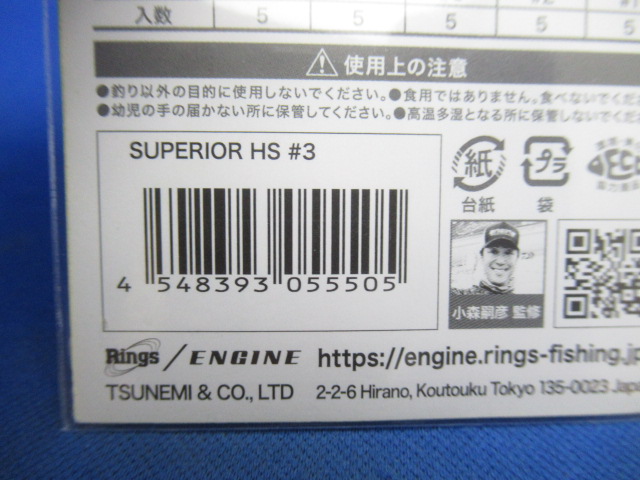 入数 5 5 5 5 5
使用上の注意
●釣り以外の目的に使用しないでください。●食用ではありません。食べないでくだ
●幼児の手の届かない所に保管してください。●高温多湿となる所に保管しないでくだ
SUPERIOR HS #3
4 548393 055505
紙
台紙
プラ
袋
小森嗣彦 監修
Rings / ENGINE https://engine.rings-fishing.jp
TSUNEMI & CO., LTD 2-2-6 Hirano, Koutouku Tokyo 135-0023 Japa